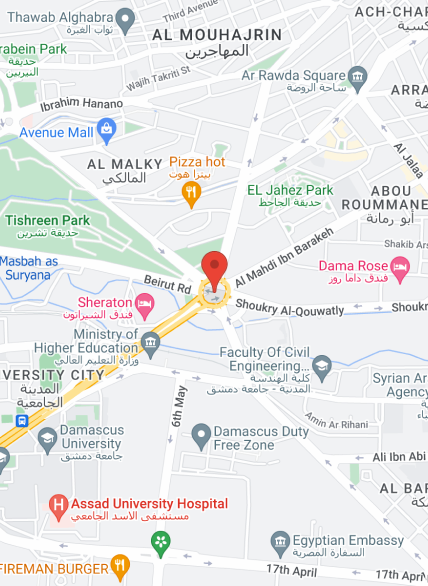 Thawab Alghabra
ثواب الغبرة
Third Avenue
ACH-CHAR
AL MOUHAJRIN
المهاجرين
rabein Park
حديقة
النيربين
Wajih Takriti St
Ar Rawda Square
ساحة الروضة
ARRA
Ibrahim Hanano
Avenue Mall
Al Jalaa
AL MALKY
المالكي
Pizza hot
بيتزا هوت
EL Jahez Park
حديقة الجاحظ
ABOU
ROUMMANE
أبو رمانة
Tishreen Park
حديقة تشرين
Al Mahdi Ibn Barakeh
Shakib Ars
Masbah as
Suryana
Beirut Rd
Dama Rose
فندق داما روز
Sheraton
فندق الشيراتون
Shoukry Al-Qouwatly
Shoukr
Ministry of
Higher Education
وزارة التعليم العالي
Faculty Of Civil
Engineering...
كلية الهندسة
المدنية - جامعة دمشق
VERSITY CITY
المدينة
الجامعية
Syrian Ar
Agency
6th May
Amin Ar Rihani
Damascus
University
جامعة دمشق
Damascus Duty
Free Zone
Ali Ibn Abi
AL BAR
Assad University Hospital
مستشفى الاسد الجامعي
Egyptian Embassy
السفارة المصرية
FIREMAN BURGER
17th April
17th April